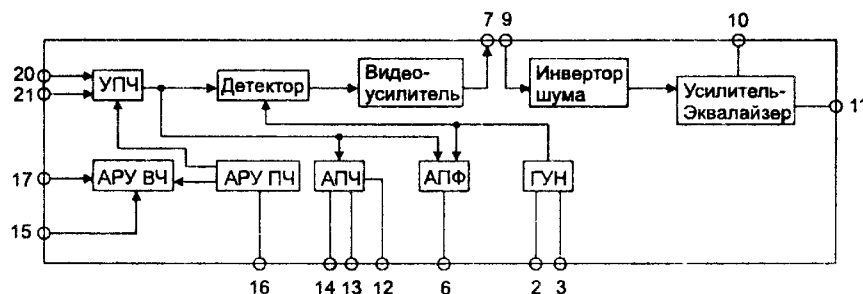 7 9 10
20
21
УПЧ
Детектор
Видео-
усилитель
Инвертор
шума
Усилитель-
Эквалайзер
11
17
АРУ ВЧ
АРУ ПЧ
АПЧ
АПФ
ГУН
15
16 14 13 12 6 2 3